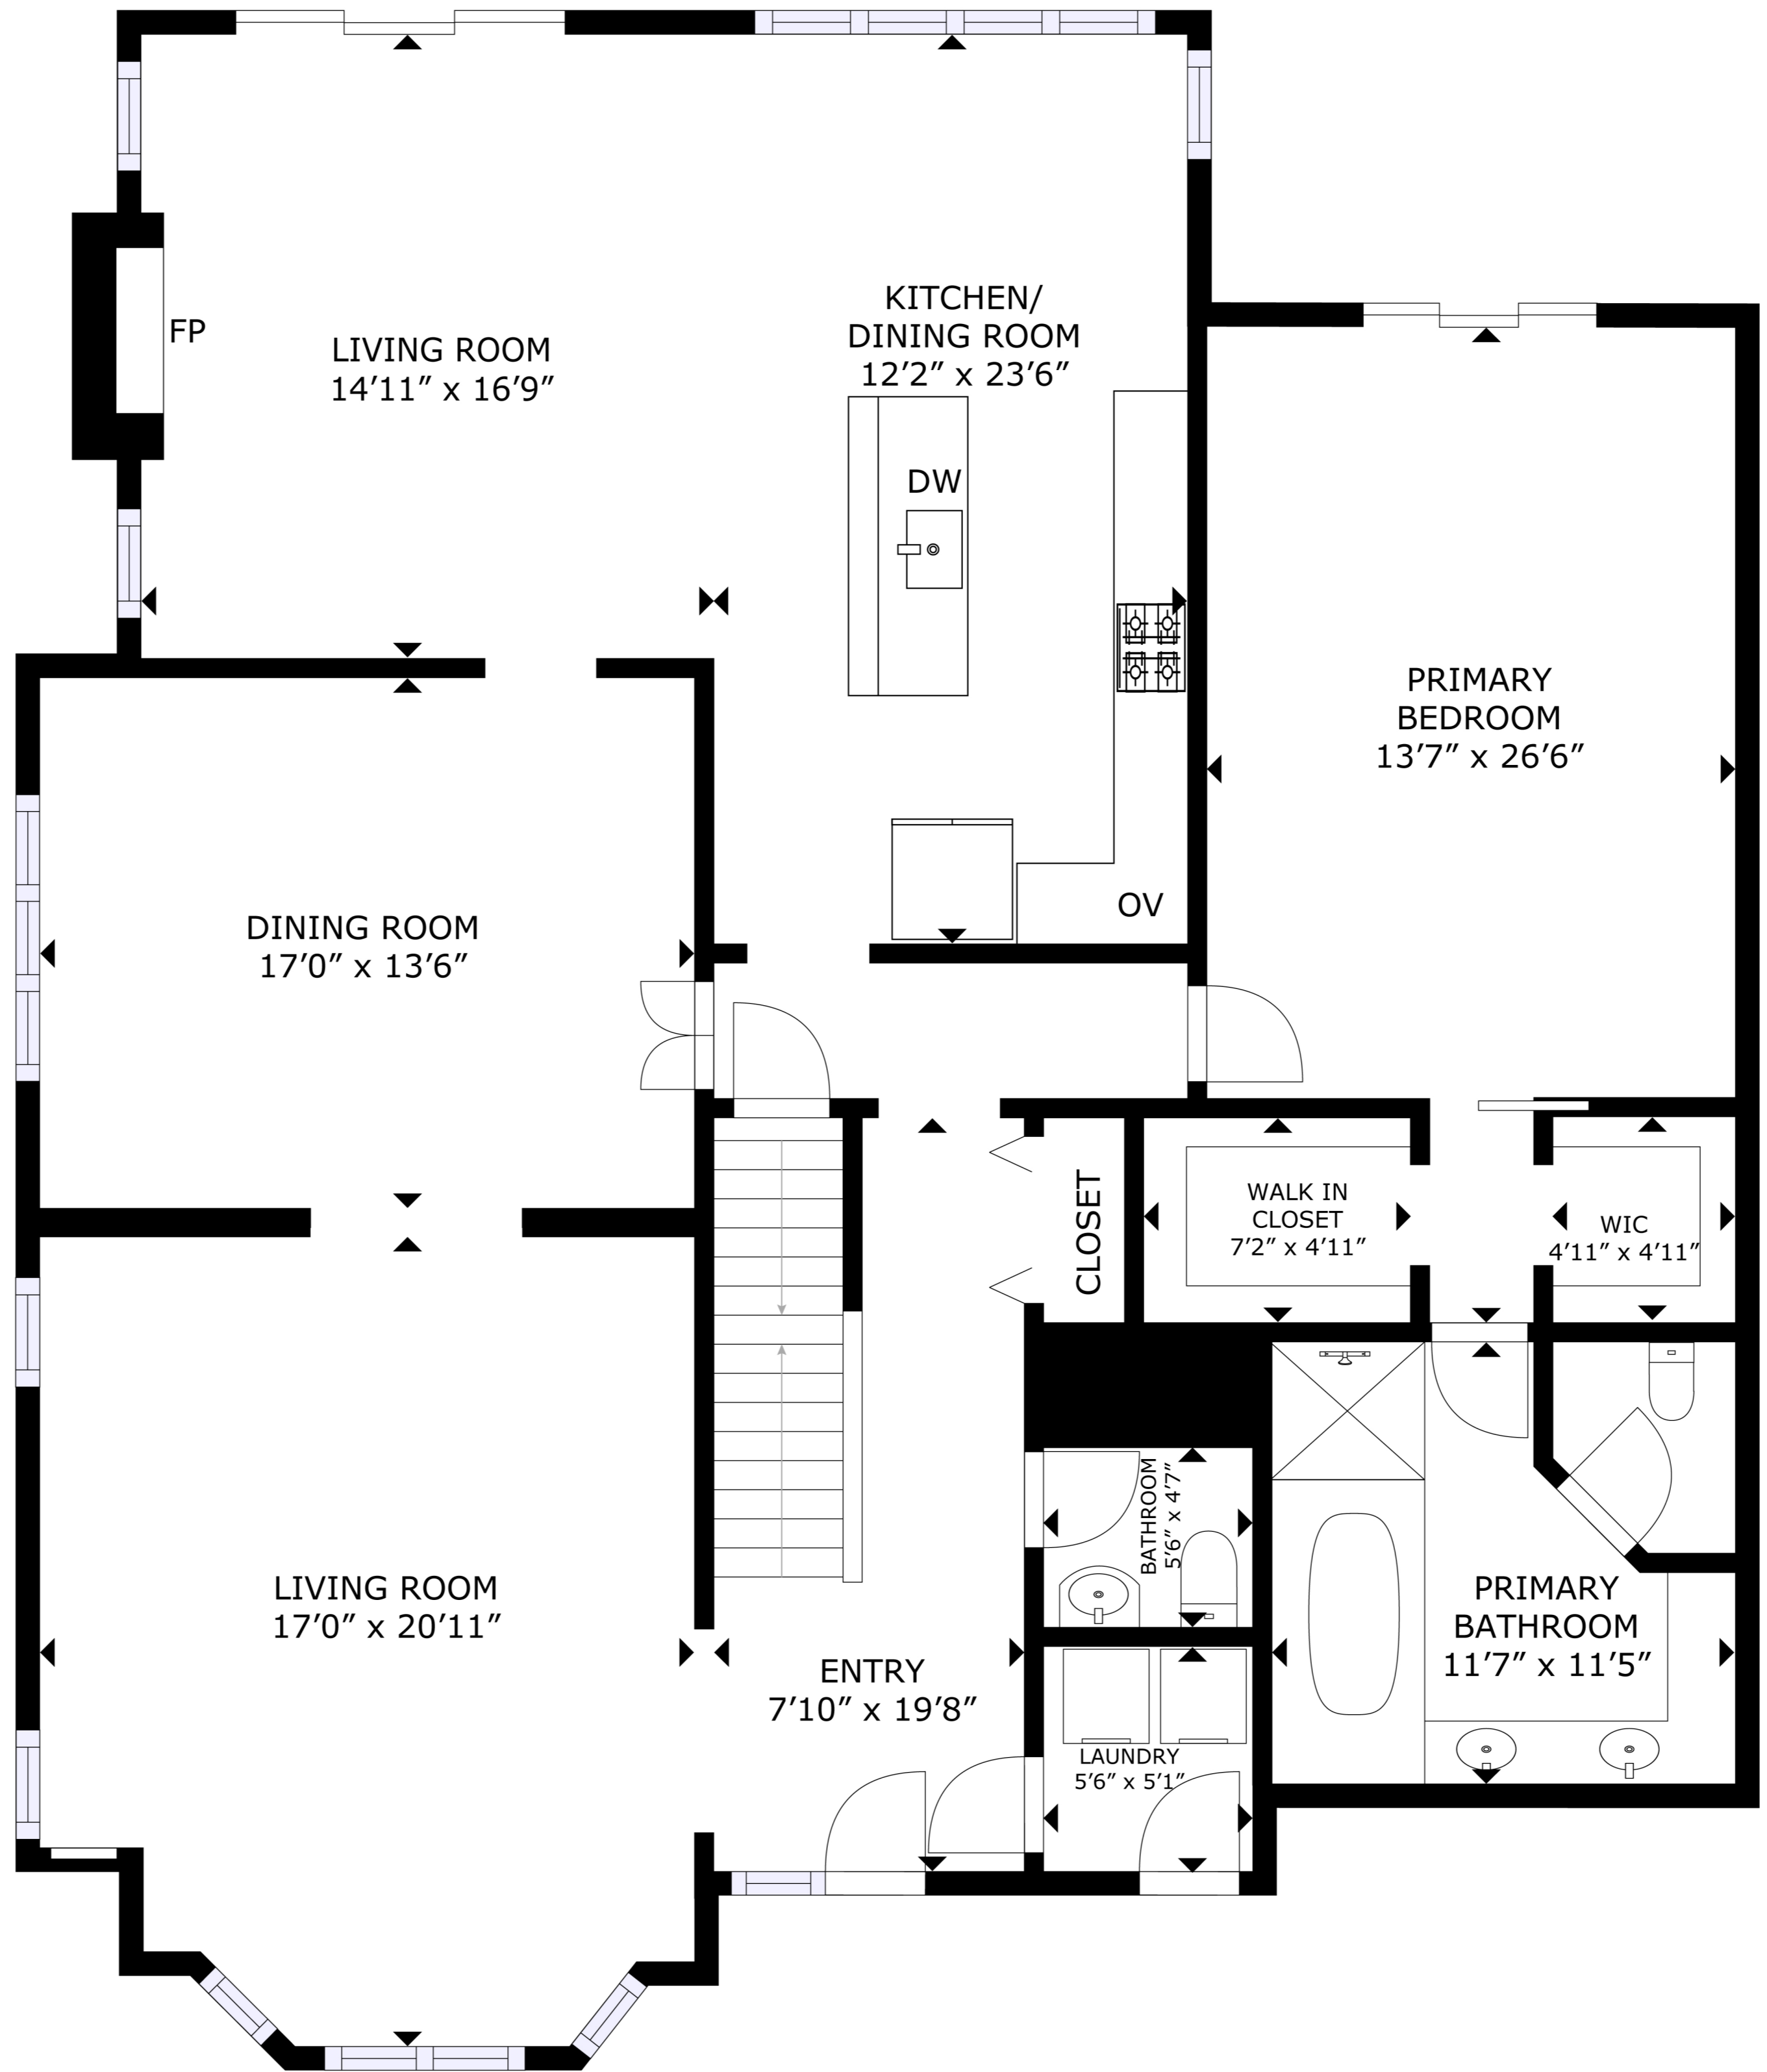 KITCHEN/
DINING ROOM
12'2" x 23'6"
FP
LIVING ROOM
14'11" x 16'9"
DW
PRIMARY
BEDROOM
13'7" x 26'6"
OV
DINING ROOM
17'0" x 13'6"
CLOSET
WALK IN
CLOSET
7'2" x 4'11"
WIC
4'11" x 4'11"
BATHROOM
5'6" x 4'7"
LIVING ROOM
17'0" x 20'11"
PRIMARY
BATHROOM
11'7" x 11'5"
ENTRY
7'10" x 19'8"
LAUNDRY
5'6" x 5'1"